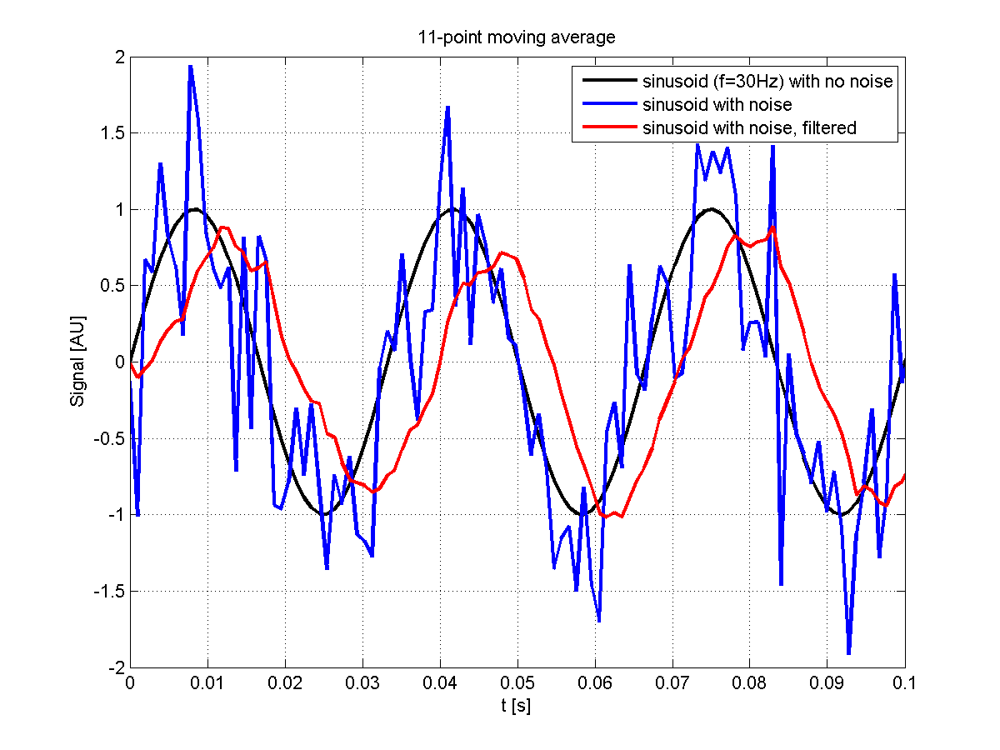 11-point moving average
sinusoid (f=30Hz) with no noise
sinusoid with noise
sinusoid with noise, filtered
Signal [AU]
2
1.5
1
0.5
0
-0.5
-1
-1.5
-2
0 0.01 0.02 0.03 0.04 0.05 0.06 0.07 0.08 0.09 0.1
t [s]